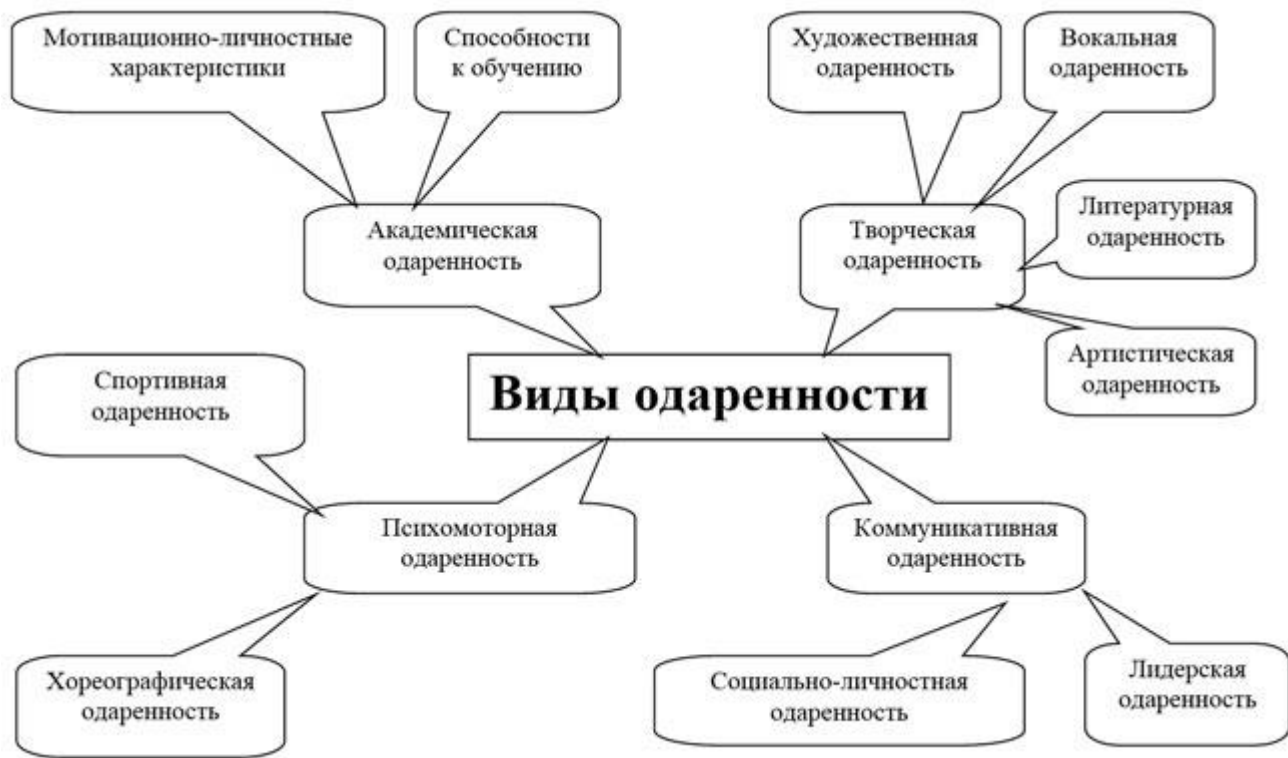 Мотивационно-личностные
характеристики
Способности
к обучению
Художественная
одаренность
Вокальная
одаренность
Академическая
одаренность
Творческая
одаренность
Литературная
одаренность
Артистическая
одаренность
Виды одаренности
Спортивная
одаренность
Психомоторная
одаренность
Коммуникативная
одаренность
Хореографическая
одаренность
Социально-личностная
одаренность
Лидерская
одаренность